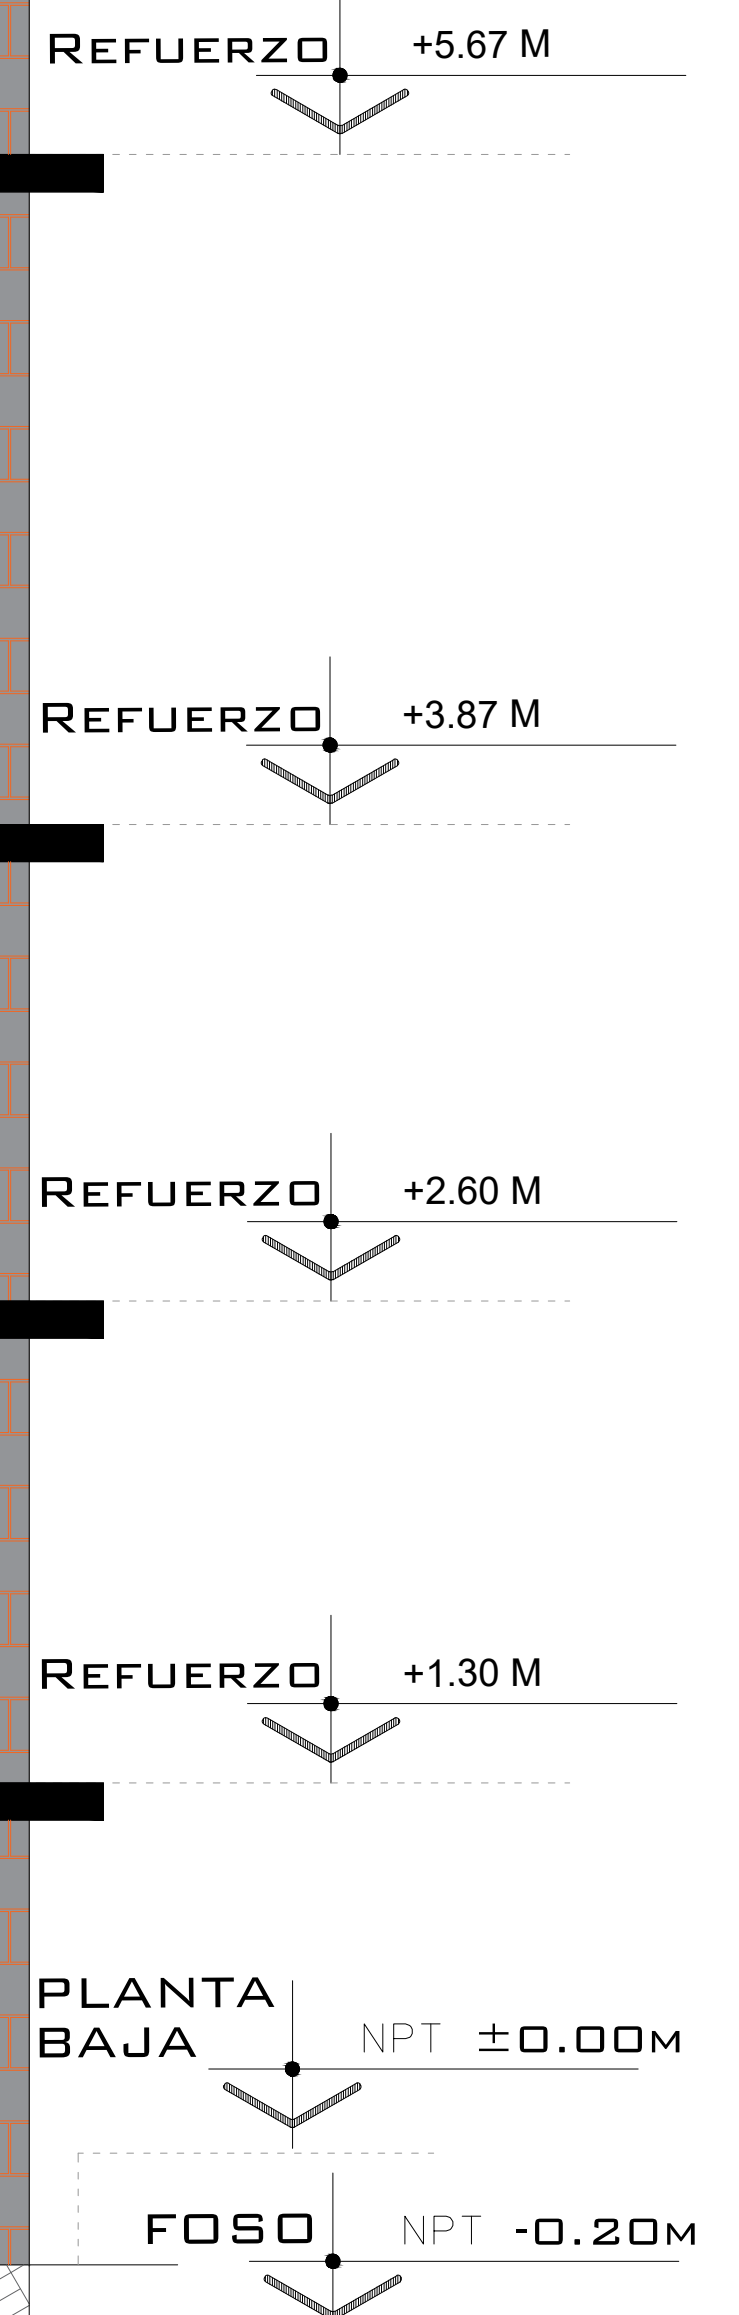 REFUERZO +5.67 M
REFUERZO +3.87 M
REFUERZO +2.60 M
REFUERZO +1.30 M
PLANTA
BAJA NPT ±0.00M
FOSO NPT -0.20M